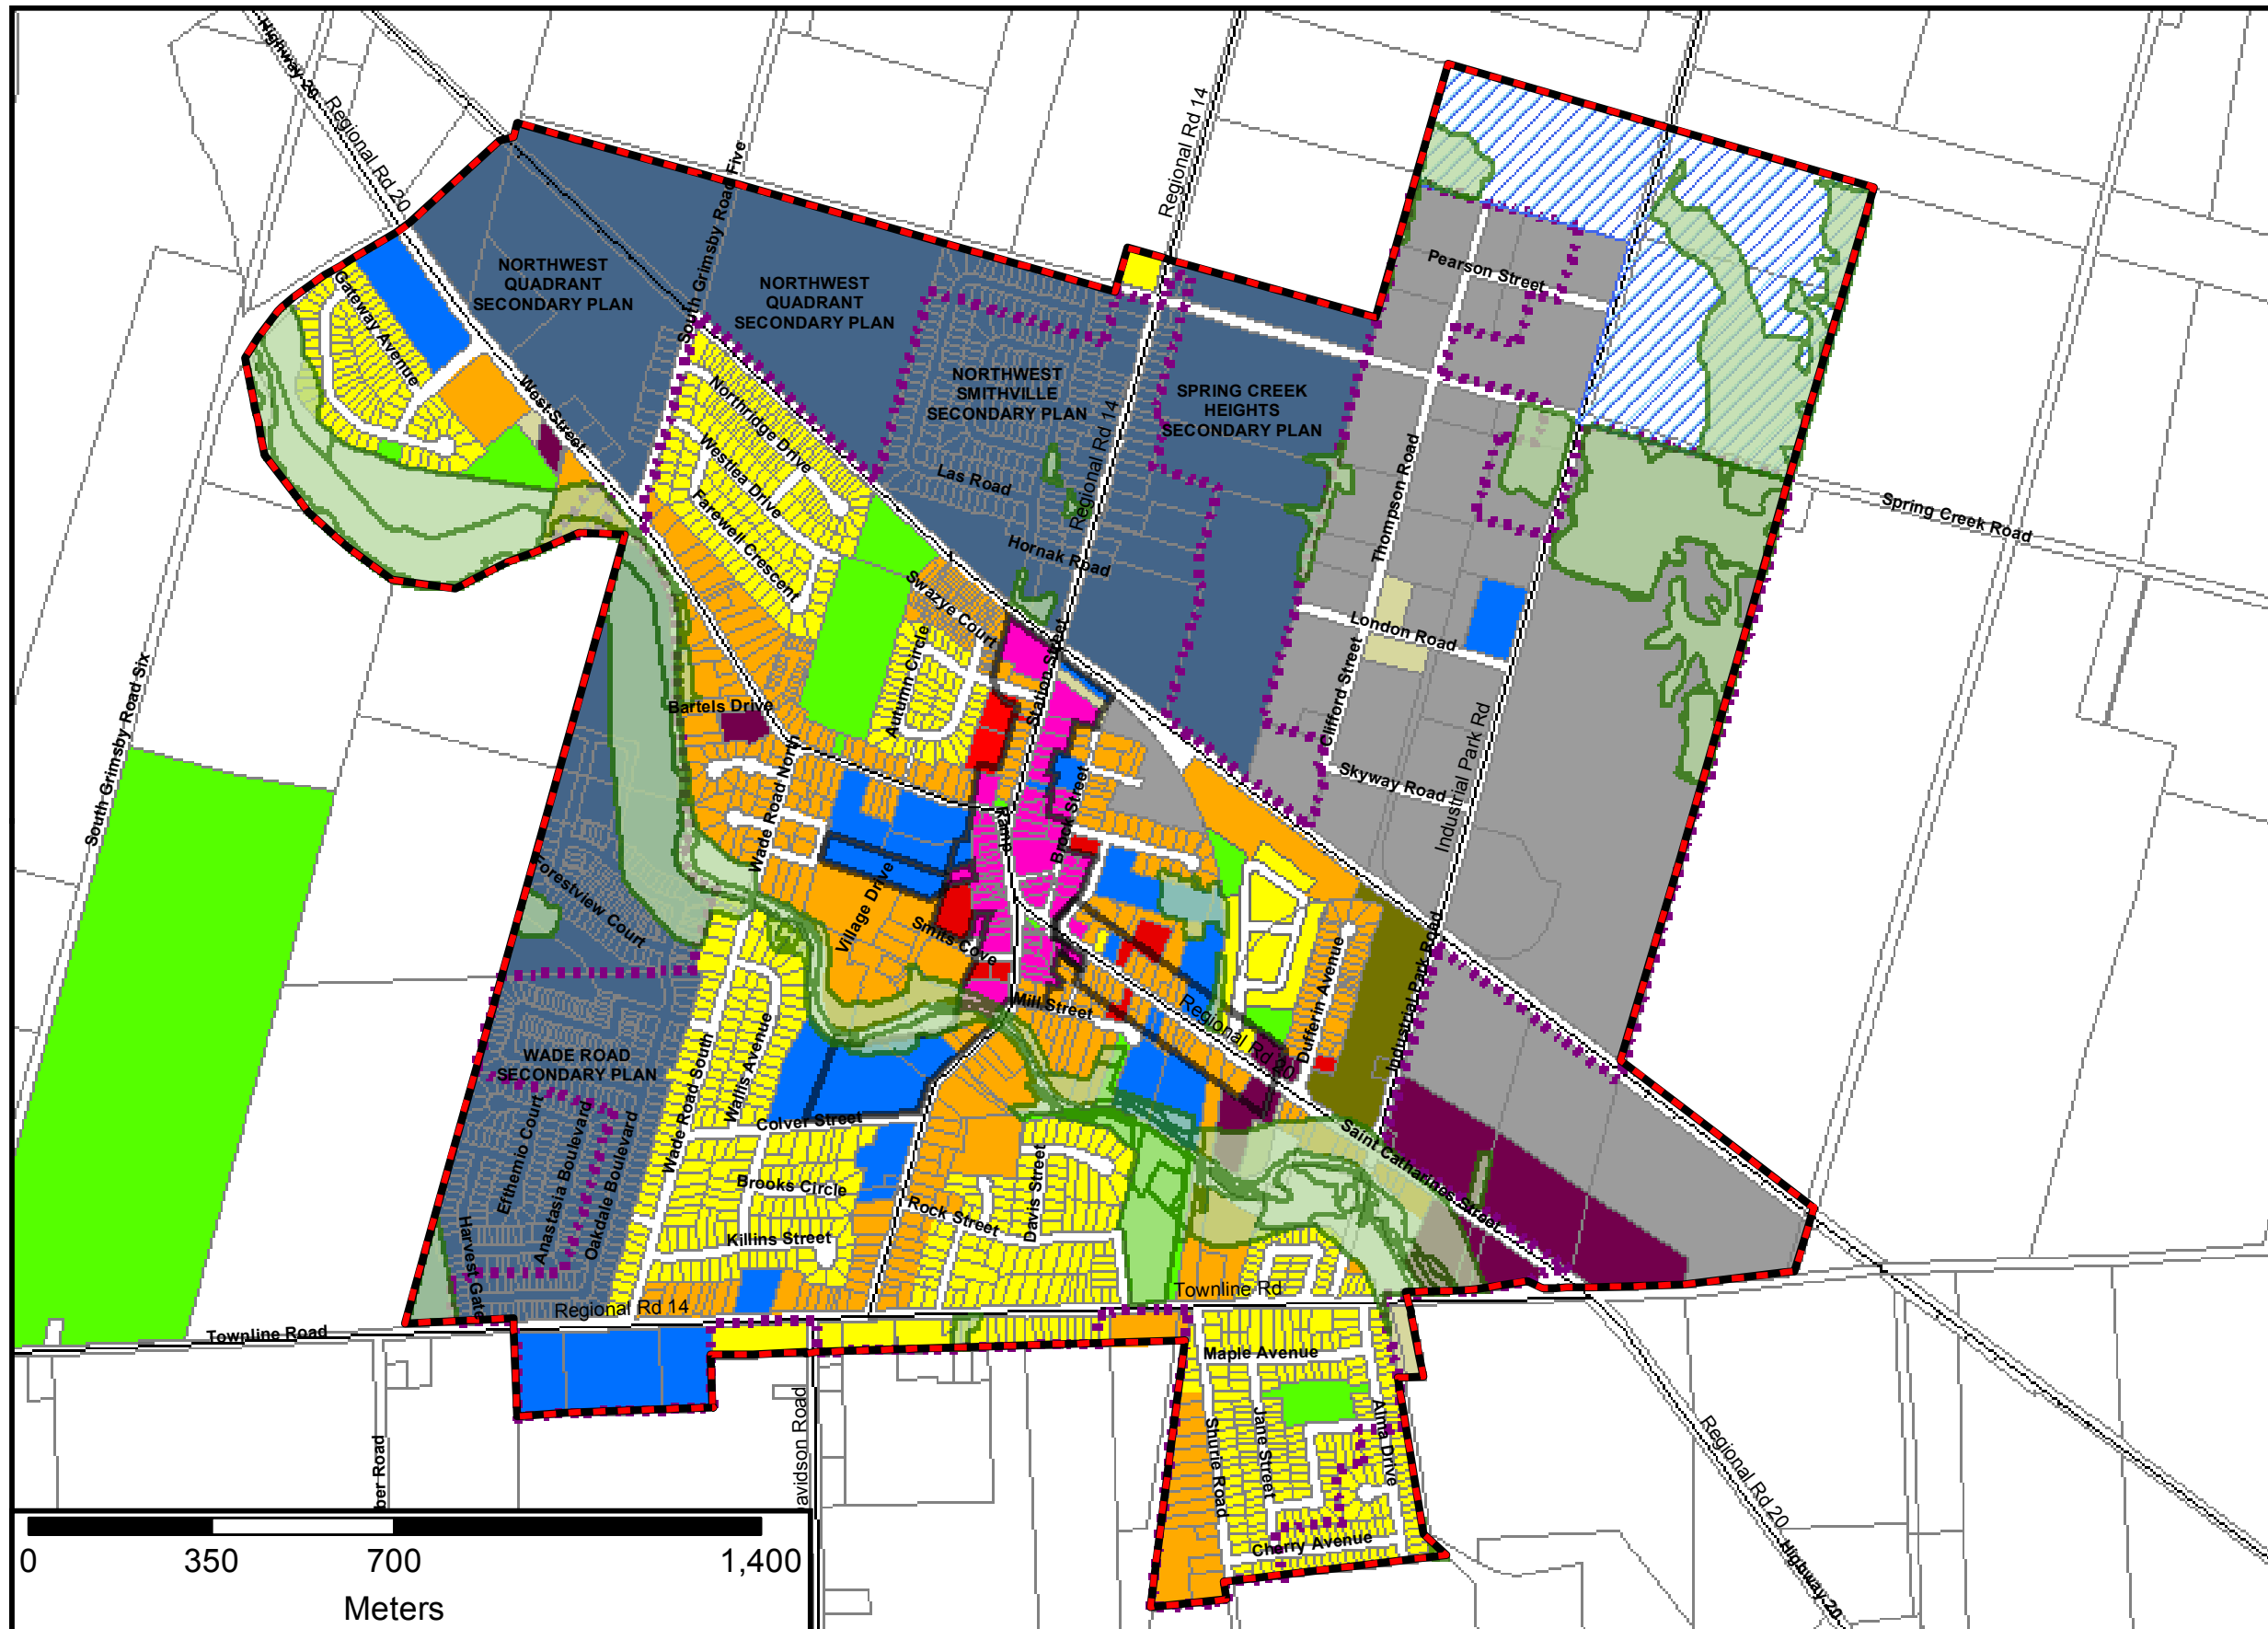 Highway 20
Regional Rd 20
South Grimsby Road Five
Regional Rd 14
NORTHWEST
QUADRANT
SECONDARY PLAN
NORTHWEST
QUADRANT
SECONDARY PLAN
Pearson Street
Gateway Avenue
West Street
Northridge Drive
Westlea Drive
Farewell Crescent
NORTHWEST
SMITHVILLE
SECONDARY PLAN
SPRING CREEK
HEIGHTS
SECONDARY PLAN
Regional Rd 14
Las Road
Hornak Road
Thompson Road
Spring Creek Road
Swazye Court
Autumn Circle
Station Street
London Road
Clifford Street
South Grimsby Road Six
Bartels Drive
Wade Road North
Skyway Road
Industrial Park Rd
Ramp
Brock Street
Forestview Court
Village Drive
Smits Cove
Mill Street
Regional Rd 20
Dufferin Avenue
Industrial Park Road
WADE ROAD
SECONDARY PLAN
Wade Road South
Wallis Avenue
Colver Street
Efthemio Court
Anastasia Boulevard
Oakdale Boulevard
Harvest Gate
Brooks Circle
Killins Street
Rock Street
Davis Street
Saint Catharines Street
Townline Road
Regional Rd 14
Townline Rd
Maple Avenue
Shurie Road
Jane Street
Alma Drive
Cherry Avenue
ber Road
avidson Road
Regional Rd 20
Highway 20
0 350 700 1,400
Meters